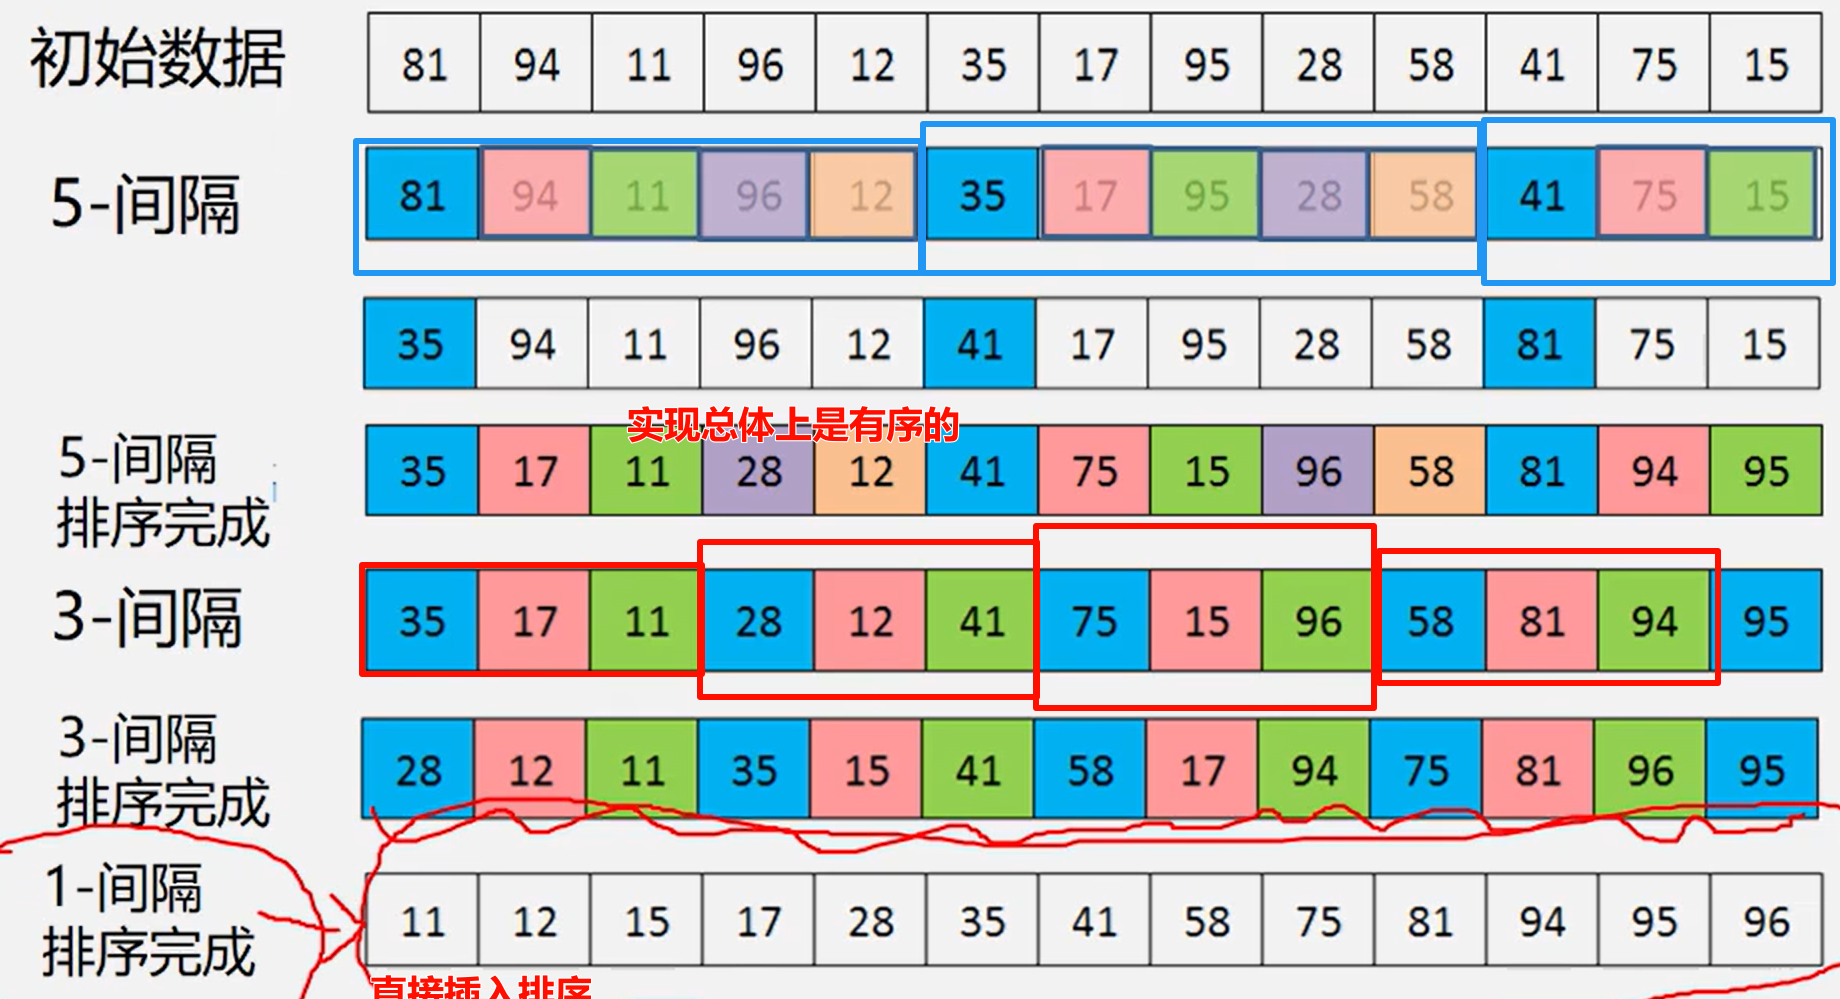 初始数据 81 94 11 96 12 35 17 95 28 58 41 75 15
5-间隔 81 94 11 96 12 35 17 95 28 58 41 75 15
35 94 11 96 12 41 17 95 28 58 81 75 15
实现总体上是有序的
5-间隔
排序完成
35 17 11 28 12 41 75 15 96 58 81 94 95
3-间隔 35 17 11 28 12 41 75 15 96 58 81 94 95
3-间隔
排序完成
28 12 11 35 15 41 58 17 94 75 81 96 95
1-间隔
排序完成
11 12 15 17 28 35 41 58 75 81 94 95 96
直接插入排序